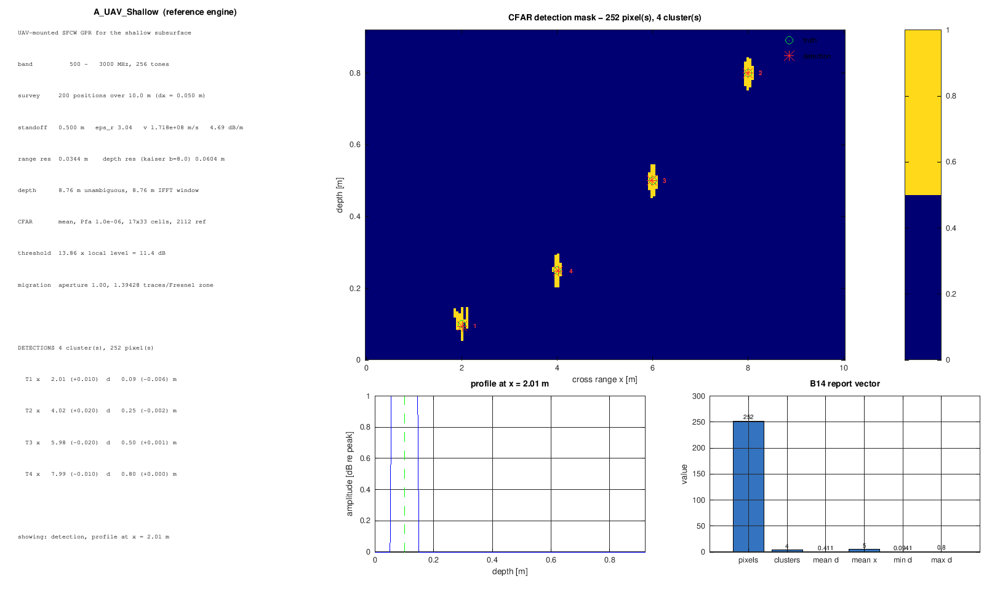 A_UAV_Shallow (reference engine)
UAV-mounted SFCW GPR for the shallow subsurface
band 500 - 3000 MHz, 256 tones
survey 200 positions over 10.0 m (dx = 0.050 m)
standoff 0.500 m eps_r 3.04 v 1.718e+08 m/s 4.69 dB/m
range res 0.0344 m depth res (kaiser b=8.0) 0.0604 m
depth 8.76 m unambiguous, 8.76 m IFFT window
CFAR mean, Pfa 1.0e-06, 17x33 cells, 2112 ref
threshold 13.86 x local level = 11.4 dB
migration aperture 1.00, 1.39428 traces/Fresnel zone
DETECTIONS 4 cluster(s), 252 pixel(s)
T1 x 2.01 (+0.010) d 0.09 (-0.006) m
T2 x 4.02 (+0.020) d 0.25 (-0.002) m
T3 x 5.98 (-0.020) d 0.50 (+0.001) m
T4 x 7.99 (-0.010) d 0.80 (+0.000) m
showing: detection, profile at x = 2.01 m
CFAR detection mask – 252 pixel(s), 4 cluster(s)
depth [m]
0.8
0.6
0.4
0.2
0
2
3
4
1
0 2 4 6 8 10
cross range x [m]
1
0.8
0.6
0.4
0.2
0
profile at x = 2.01 m
amplitude [dB re peak]
1
0.8
0.6
0.4
0.2
0
0 0.2 0.4 0.6 0.8
depth [m]
B14 report vector
value
300
250
200
150
100
50
0
252 4 0.411 5 0.0941 0.8
pixels clusters mean d mean x min d max d